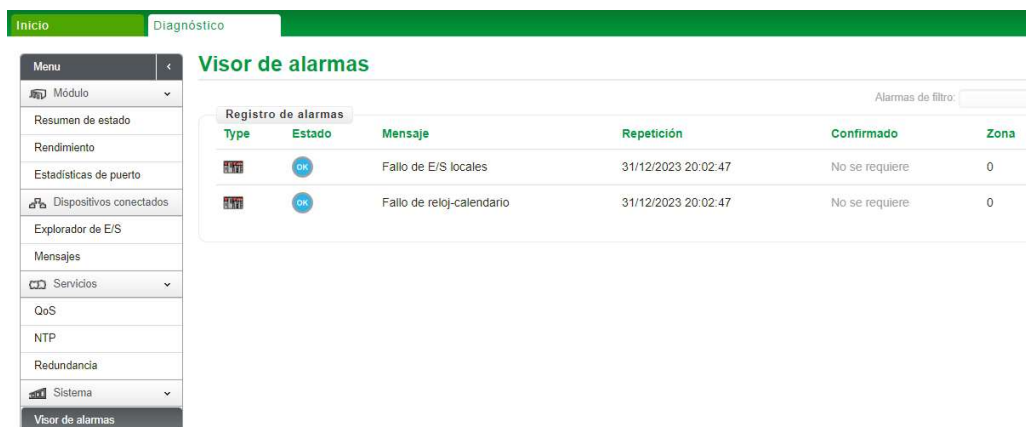 Inicio
Diagnóstico
Menu
Visor de alarmas
Módulo
Resumen de estado
Rendimiento
Estadísticas de puerto
Dispositivos conectados
Explorador de E/S
Mensajes
Servicios
QoS
NTP
Redundancia
Sistema
Visor de alarmas
Alarmas de filtro:
Registro de alarmas
Type Estado Mensaje Repetición Confirmado Zona
OK Fallo de E/S locales 31/12/2023 20:02:47 No se requiere 0
OK Fallo de reloj-calendario 31/12/2023 20:02:47 No se requiere 0